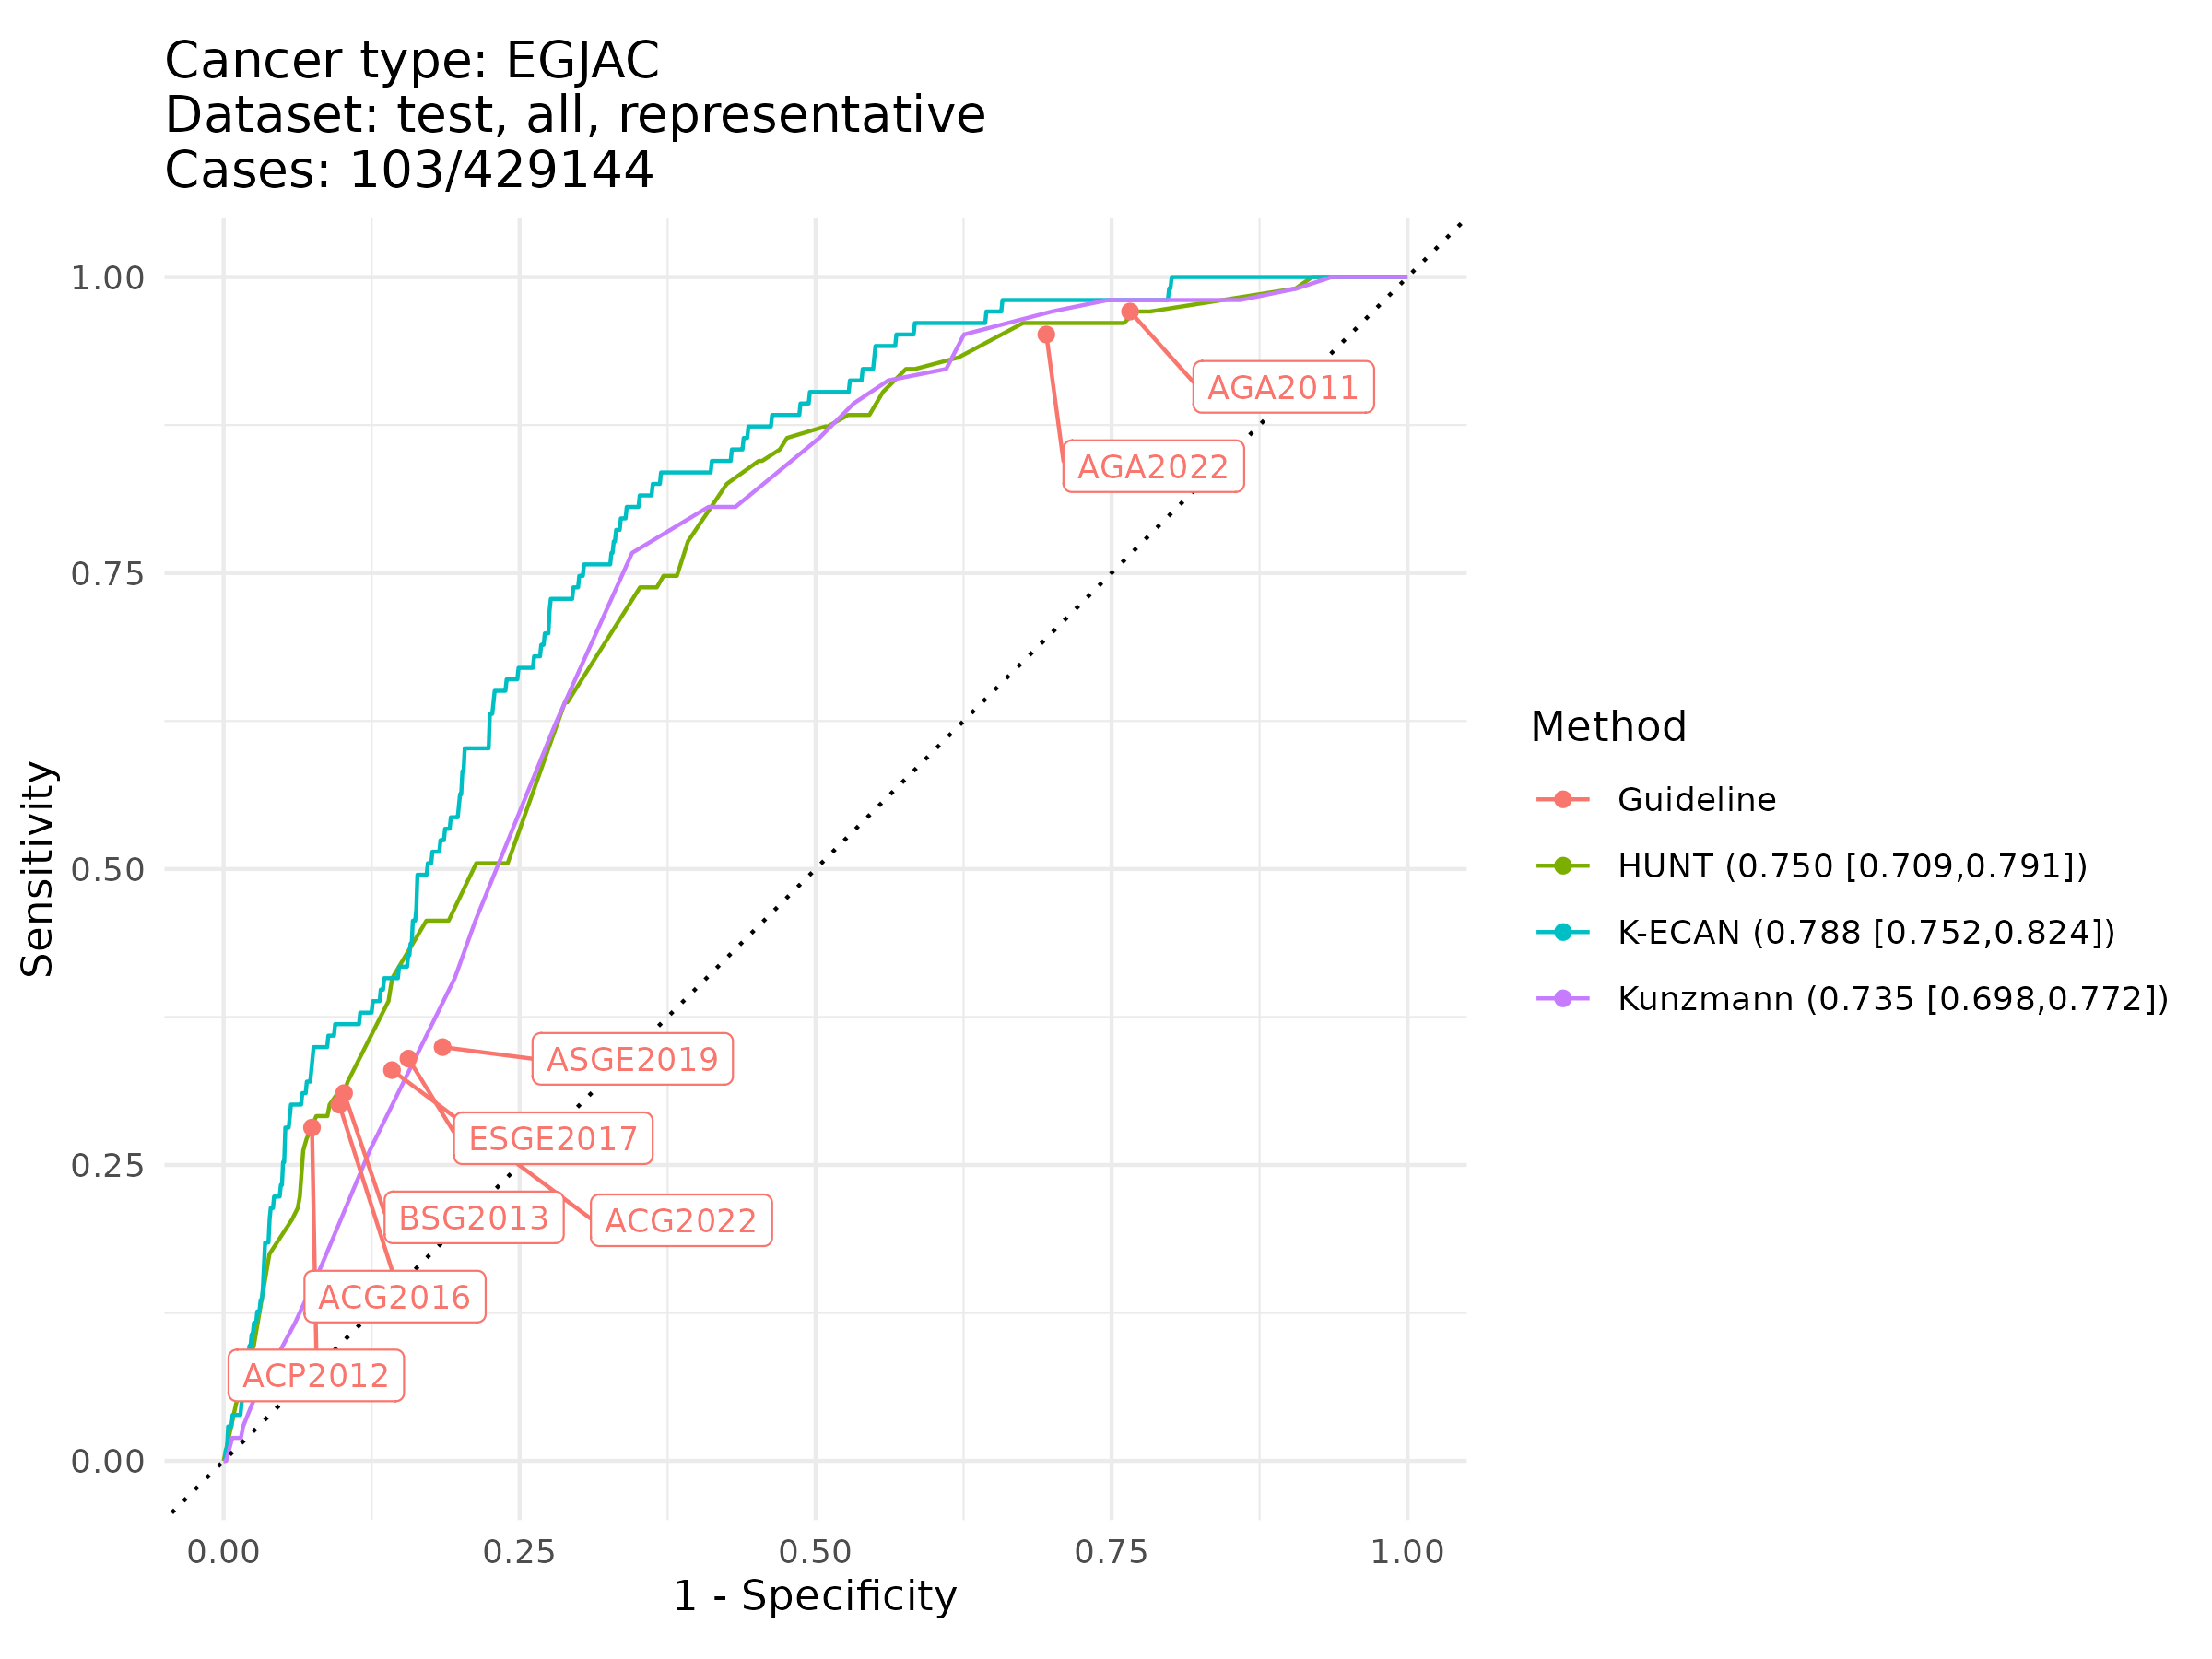 Cancer type: EGJAC
Dataset: test, all, representative
Cases: 103/429144
Sensitivity
1.00
0.75
0.50
0.25
0.00
AGA2011
AGA2022
ASGE2019
ESGE2017
BSG2013
ACG2022
ACG2016
ACP2012
0.00
0.25
0.50
0.75
1.00
1 - Specificity
Method
Guideline
HUNT (0.750 [0.709,0.791])
K-ECAN (0.788 [0.752,0.824])
Kunzmann (0.735 [0.698,0.772])